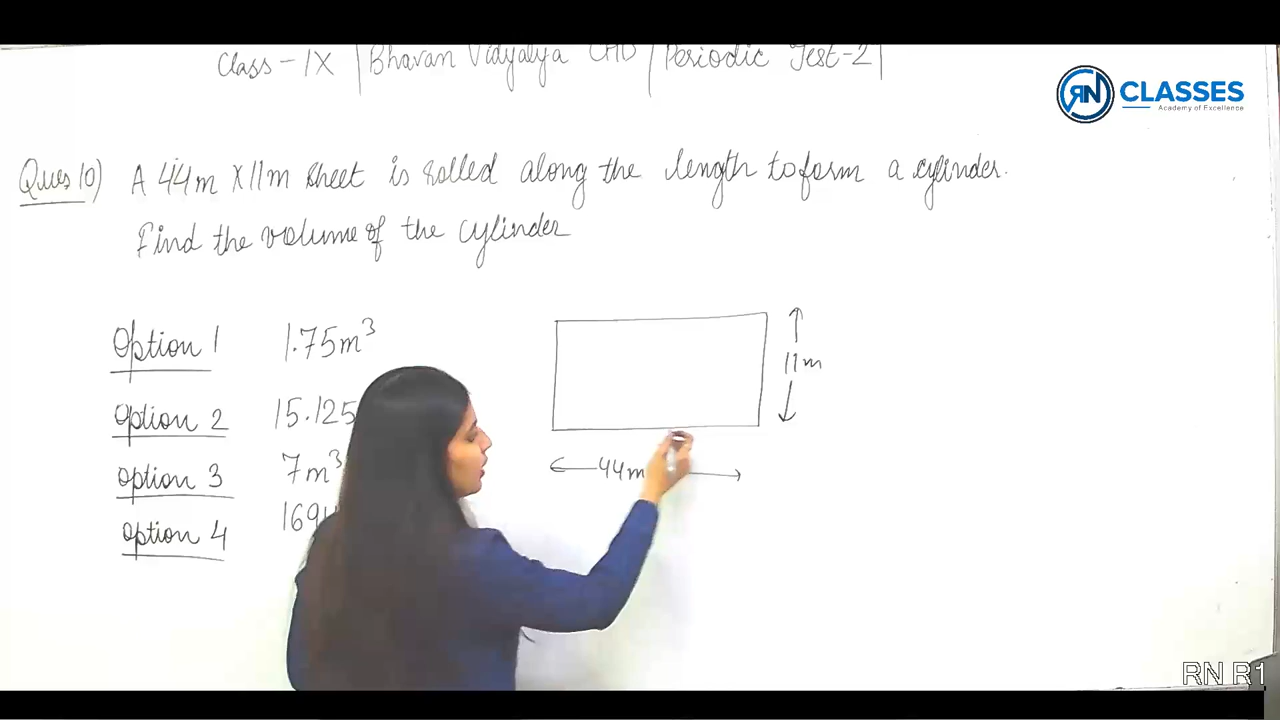 Class - IX | Bhavan Vidyalya CHD | Periodic Test-2 |
RN CLASSES
Academy of Excellence
Ques 10) A 44m X 11m sheet is rolled along the length to form a cylinder.
Find the volume of the cylinder
Option 1 1.75m³
Option 2 15.125
Option 3 7m³
Option 4 1694
11m
44m
RN R1